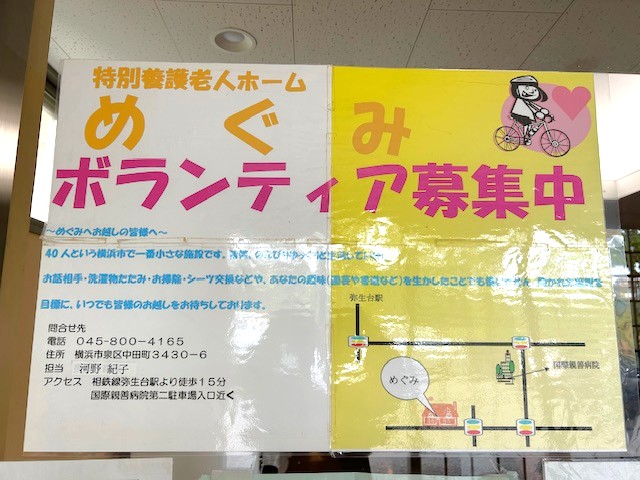 特別養護老人ホーム
めぐみ
ボランティア募集中
～めぐみへお越しの皆様へ～
40人という横浜市で一番小さな施設です。
お話相手・洗濯物たたみ・お掃除・シーツ交換などや、あなたの趣味(園芸や書道など)を生かしたことでも
目標に、いつでも皆様のお越しをお待ちしております。
問合せ先
電話 045-800-4165
住所 横浜市泉区中田町3430-6
担当 河野 紀子
アクセス 相鉄線弥生台駅より徒歩15分
国際親善病院第二駐車場入口近く
弥生台駅
国際親善病院
めぐみ